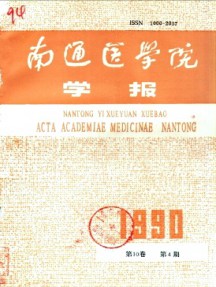 94
ISSN 1000-2057
南通医学院
学报
NANTONG YIXUEYUAN XUEBAO
ACTA ACADEMIAE MEDICINAE NANTONG
1990
第10卷 第4期